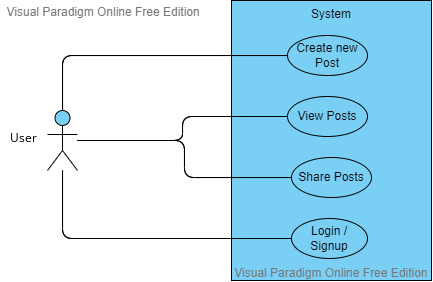 Visual Paradigm Online Free Edition
System
Create new
Post
View Posts
User
Share Posts
Login /
Signup
Visual Paradigm Online Free Edition